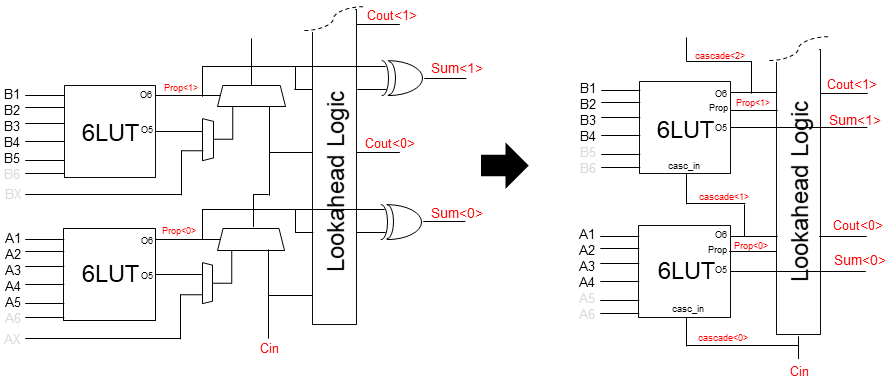 Cout<1>
Sum<1>
Lookahead Logic
B1
B2
B3
B4
B5
B6
BX
6LUT
O6
O5
Prop<1>
Cout<0>
Sum<0>
A1
A2
A3
A4
A5
A6
AX
6LUT
O6
O5
Prop<0>
Cin
cascade<2>
Cout<1>
Sum<1>
Lookahead Logic
B1
B2
B3
B4
B5
B6
6LUT
O6
Prop
O5
casc_in
Prop<1>
cascade<1>
Cout<0>
Sum<0>
A1
A2
A3
A4
A5
A6
6LUT
O6
Prop
O5
casc_in
Prop<0>
cascade<0>
Cin